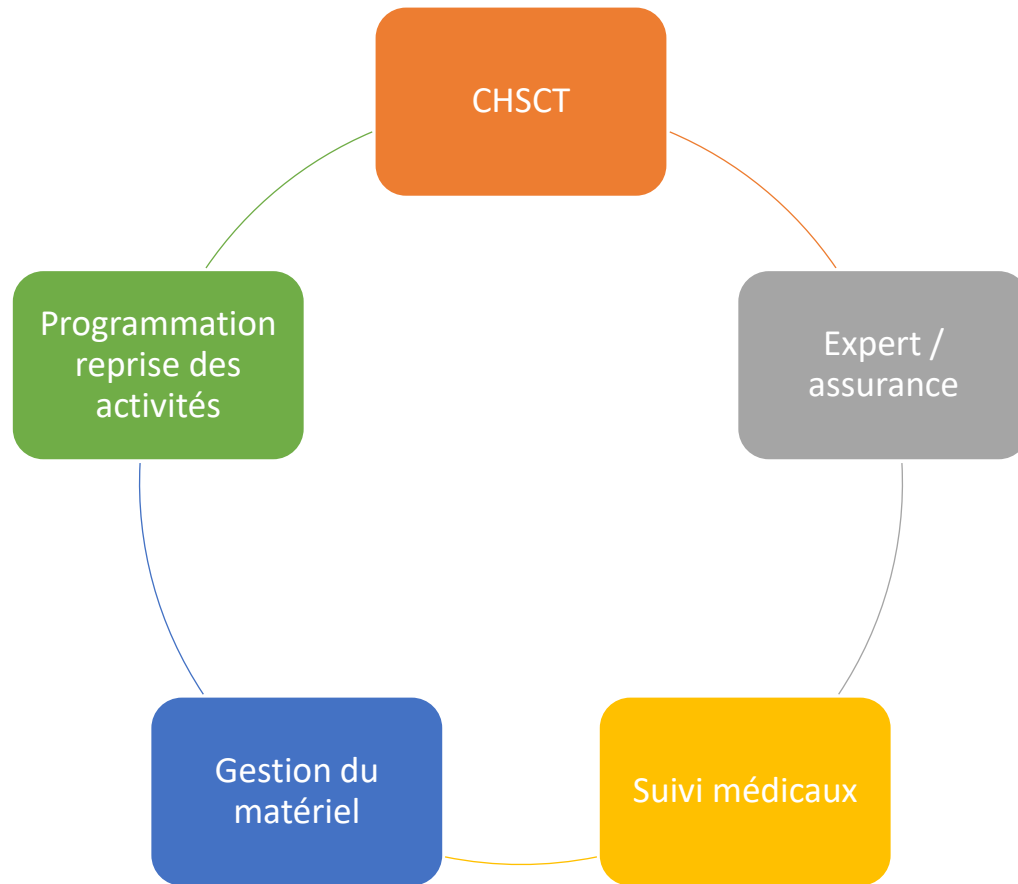 CHSCT
Expert /
assurance
Suivi médicaux
Gestion du
matériel
Programmation
reprise des
activités